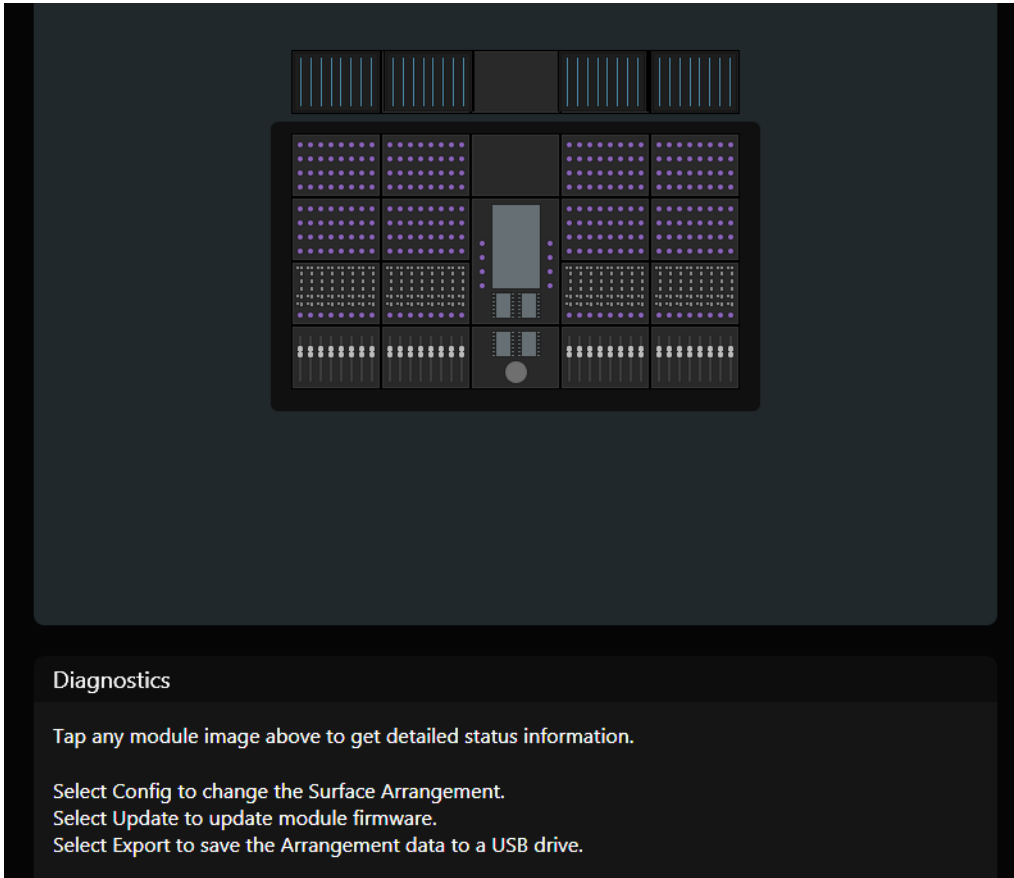 Diagnostics
Tap any module image above to get detailed status information.
Select Config to change the Surface Arrangement.
Select Update to update module firmware.
Select Export to save the Arrangement data to a USB drive.